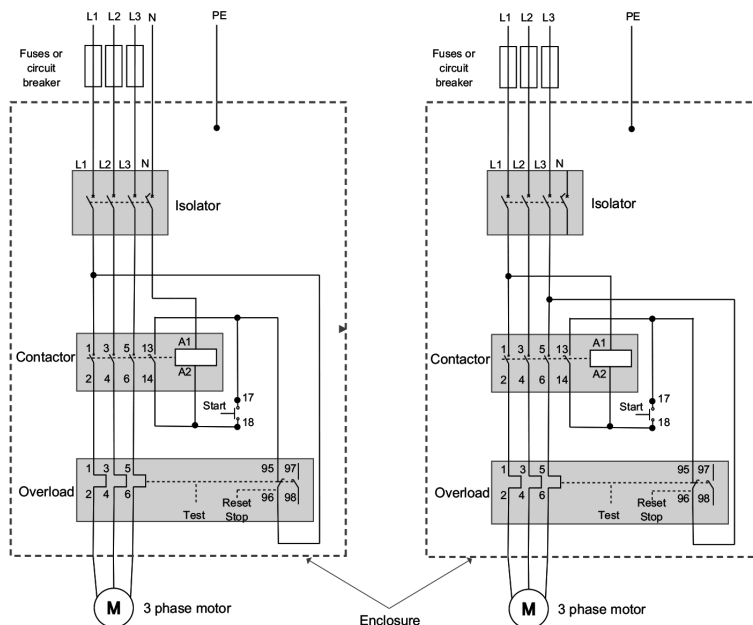 L1 L2 L3 N PE
Fuses or
circuit
breaker
L1 L2 L3 N
Isolator
Contactor
1 3 5 13 A1
2 4 6 14 A2
17
Start
18
Overload
1 3 5 95 97
2 4 6 96 98
Test
Reset
Stop
M 3 phase motor
L1 L2 L3 PE
Fuses or
circuit
breaker
L1 L2 L3 N
Isolator
Contactor
1 3 5 13 A1
2 4 6 14 A2
17
Start
18
Overload
1 3 5 95 97
2 4 6 96 98
Test
Reset
Stop
M 3 phase motor
Enclosure